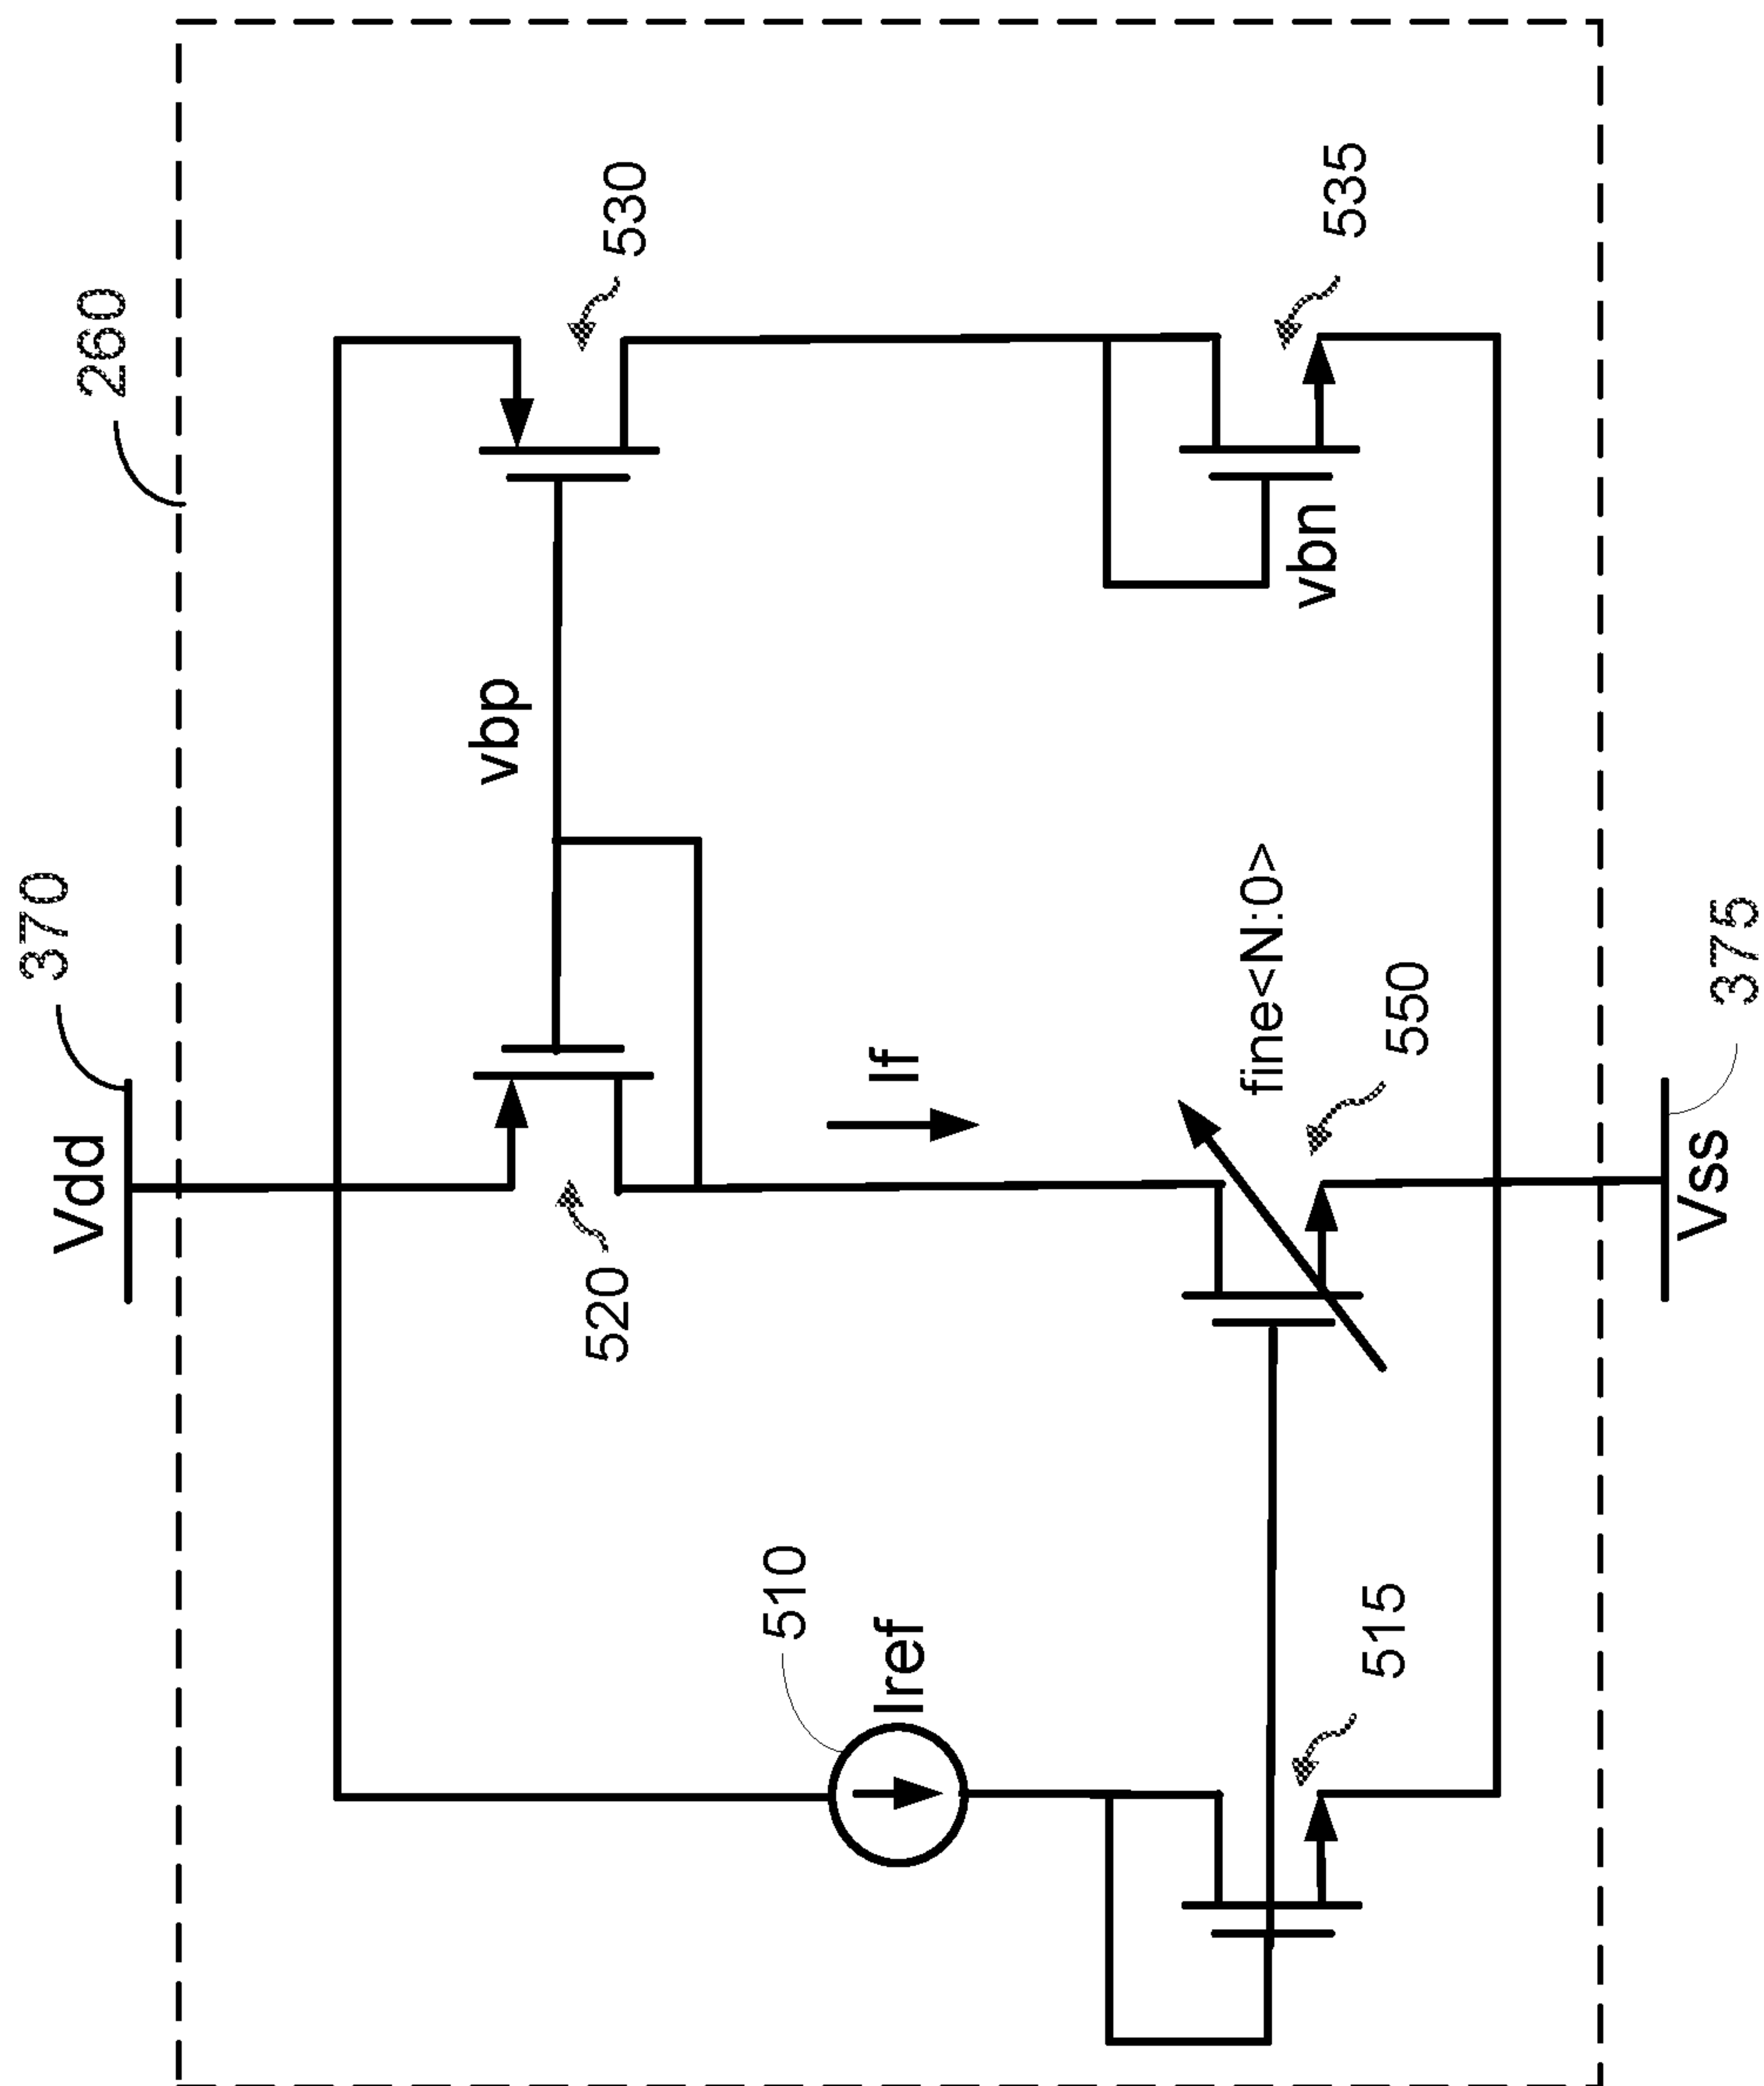 260
370
Vdd
530
vbp
520
If
510
Iref
535
vbn
fine<N:0>
550
515
Vss
375